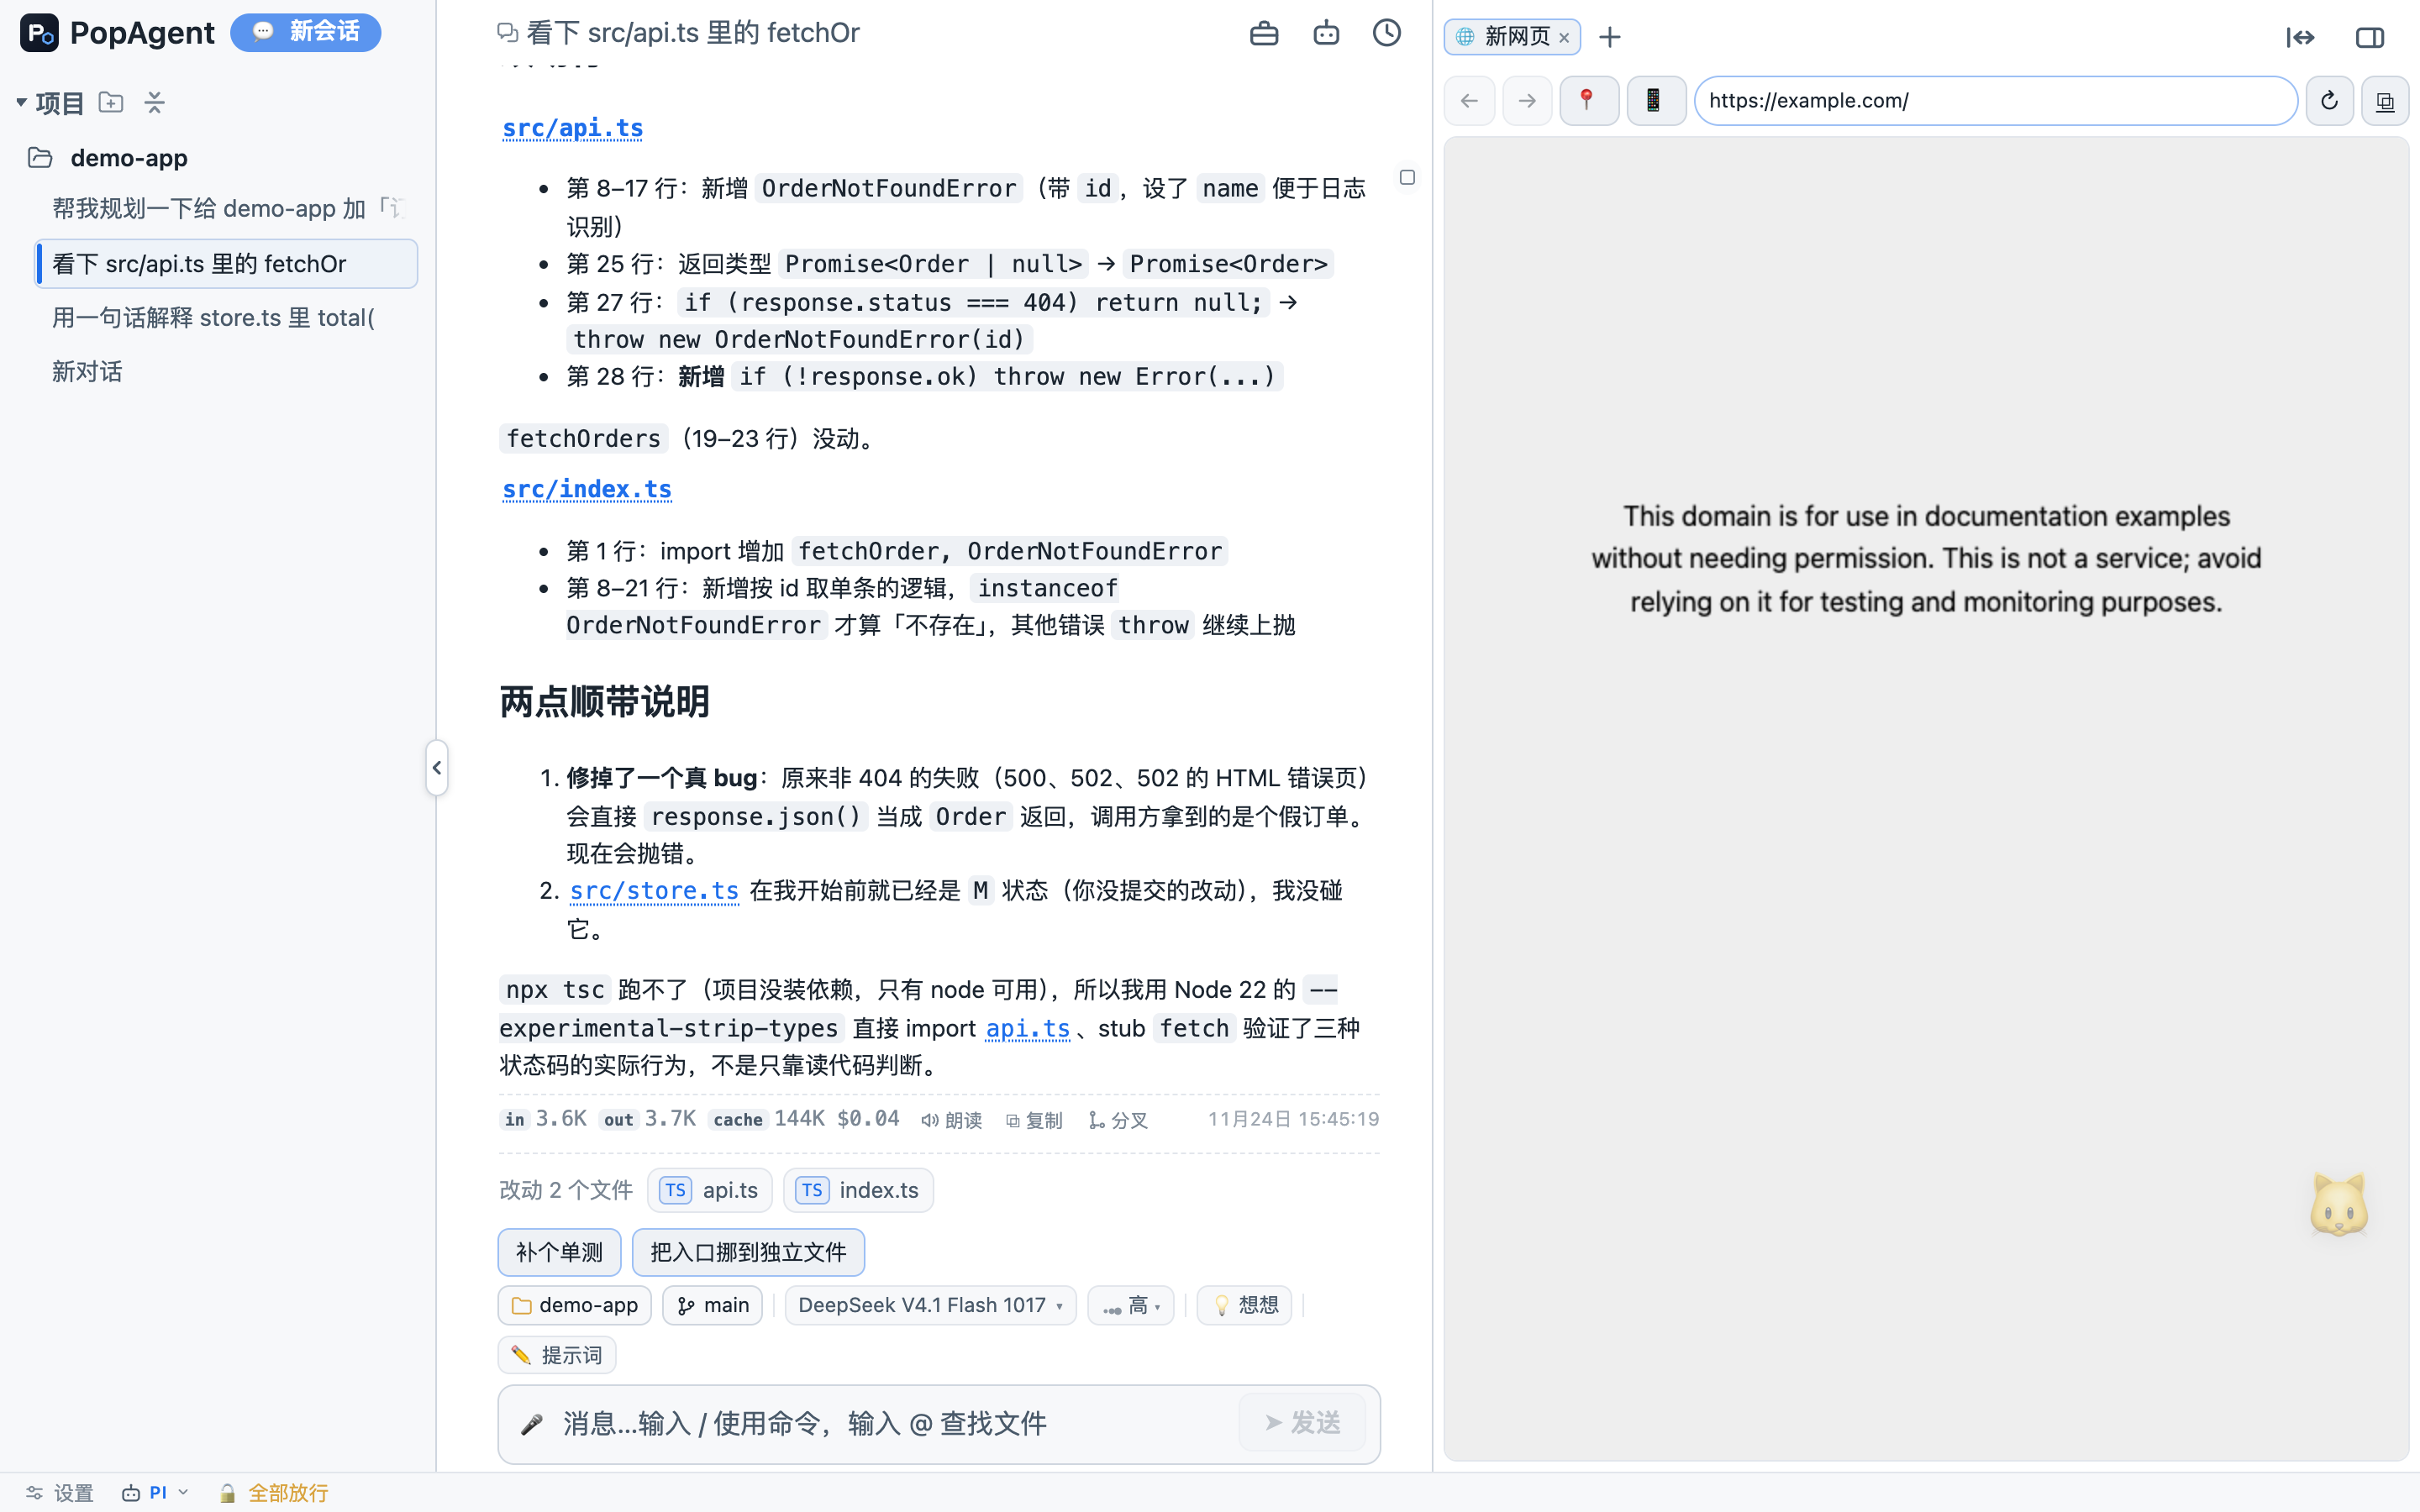 PopAgent
新会话
项目
demo-app
帮我规划一下给 demo-app 加「订
看下 src/api.ts 里的 fetchOr
用一句话解释 store.ts 里 total(
新对话
看下 src/api.ts 里的 fetchOr
src/api.ts
第 8–17 行：新增 OrderNotFoundError（带 id，设了 name 便于日志
识别）
第 25 行：返回类型 Promise<Order | null> → Promise<Order>
第 27 行： if (response.status === 404) return null; →
throw new OrderNotFoundError(id)
第 28 行：新增 if (!response.ok) throw new Error(...)
fetchOrders（19–23 行）没动。
src/index.ts
第 1 行：import 增加 fetchOrder, OrderNotFoundError
第 8–21 行：新增按 id 取单条的逻辑， instanceof
OrderNotFoundError 才算「不存在」，其他错误 throw 继续上抛
两点顺带说明
1. 修掉了一个真 bug：原来非 404 的失败（500、502、502 的 HTML 错误页）
会直接 response.json() 当成 Order 返回，调用方拿到的是个假订单。
现在会抛错。
2. src/store.ts 在我开始前就已经是 M 状态（你没提交的改动），我没碰
它。
npx tsc 跑不了（项目没装依赖，只有 node 可用），所以我用 Node 22 的 --
experimental-strip-types 直接 import api.ts、stub fetch 验证了三种
状态码的实际行为，不是只靠读代码判断。
in 3.6K out 3.7K cache 144K $0.04 朗读 复制 分叉 11月24日 15:45:19
改动 2 个文件 TS api.ts TS index.ts
补个单测 把入口挪到独立文件
demo-app main DeepSeek V4.1 Flash 1017 高 想想
提示词
消息...输入 / 使用命令，输入 @ 查找文件 发送
设置 PI 全部放行
新网页
https://example.com/
This domain is for use in documentation examples
without needing permission. This is not a service; avoid
relying on it for testing and monitoring purposes.